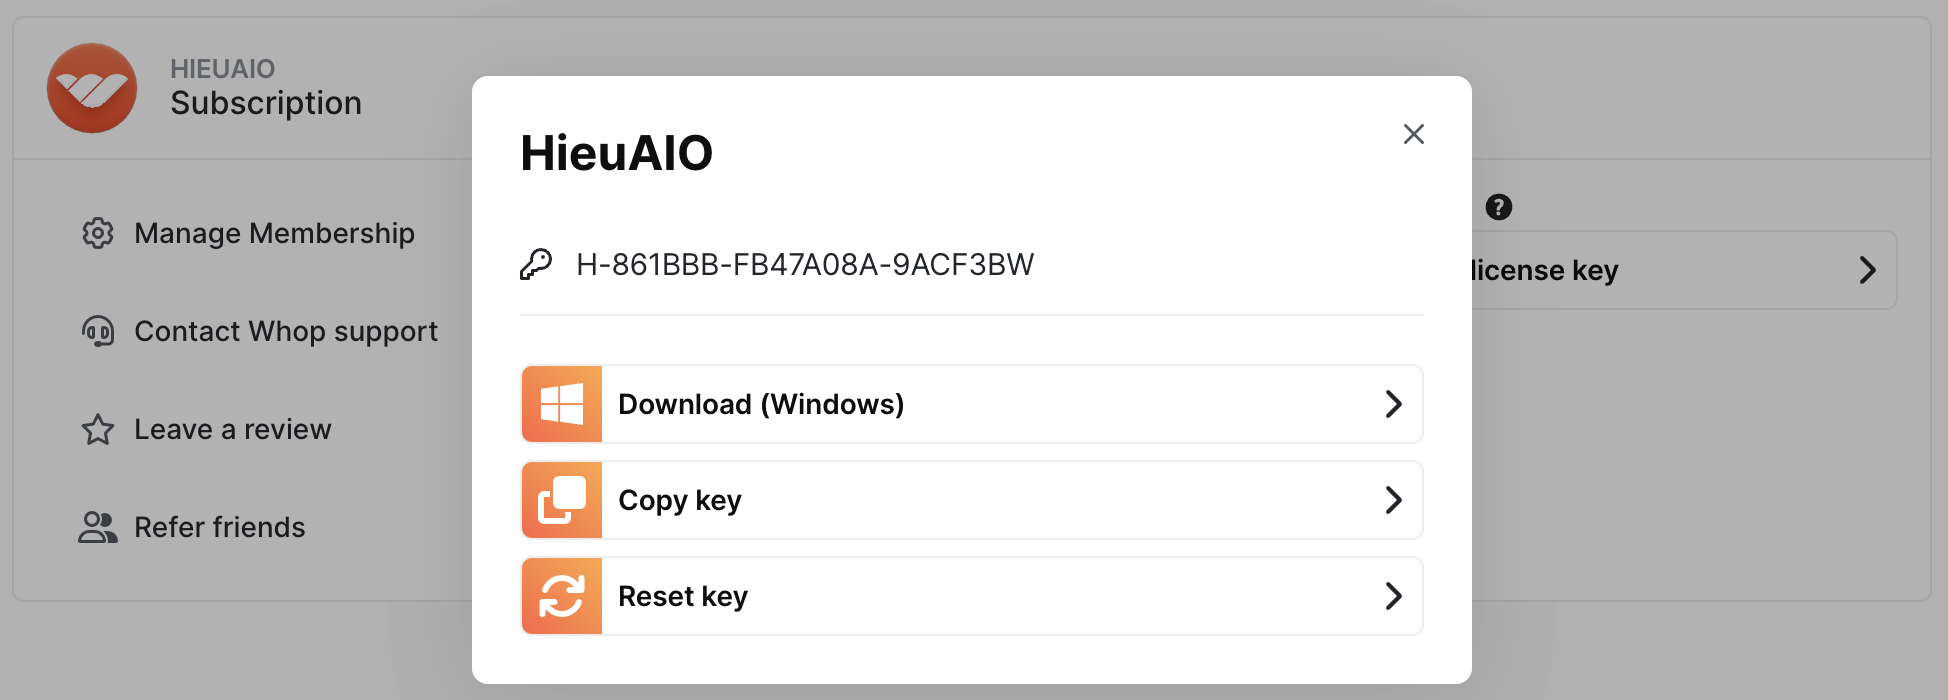 HIEUAIO
Subscription
Manage Membership
Contact Whop support
Leave a review
Refer friends
HieuAIO
H-861BBB-FB47A08A-9ACF3BW
Download (Windows)
Copy key
Reset key
?
license key